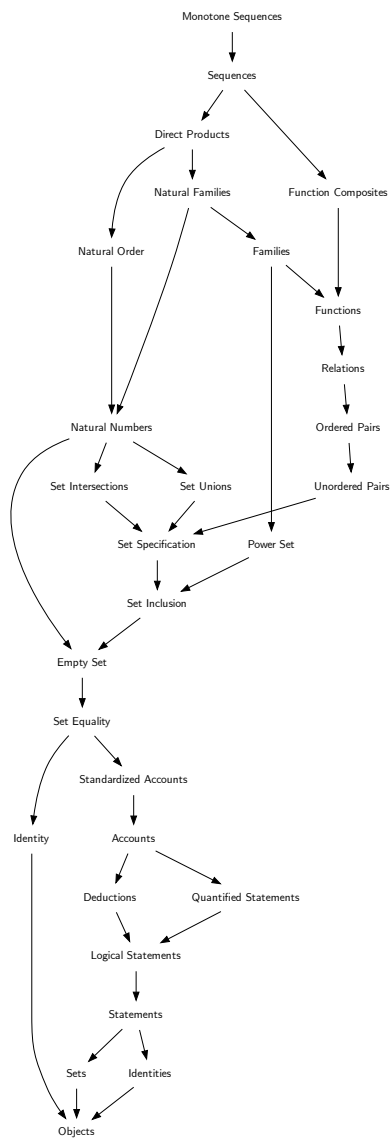 Monotone Sequences
Sequences
Direct Products
Natural Families
Function Composites
Natural Order
Families
Functions
Relations
Natural Numbers
Ordered Pairs
Set Intersections
Set Unions
Unordered Pairs
Set Specification
Power Set
Set Inclusion
Empty Set
Set Equality
Standardized Accounts
Identity
Accounts
Deductions
Quantified Statements
Logical Statements
Statements
Sets
Identities
Objects